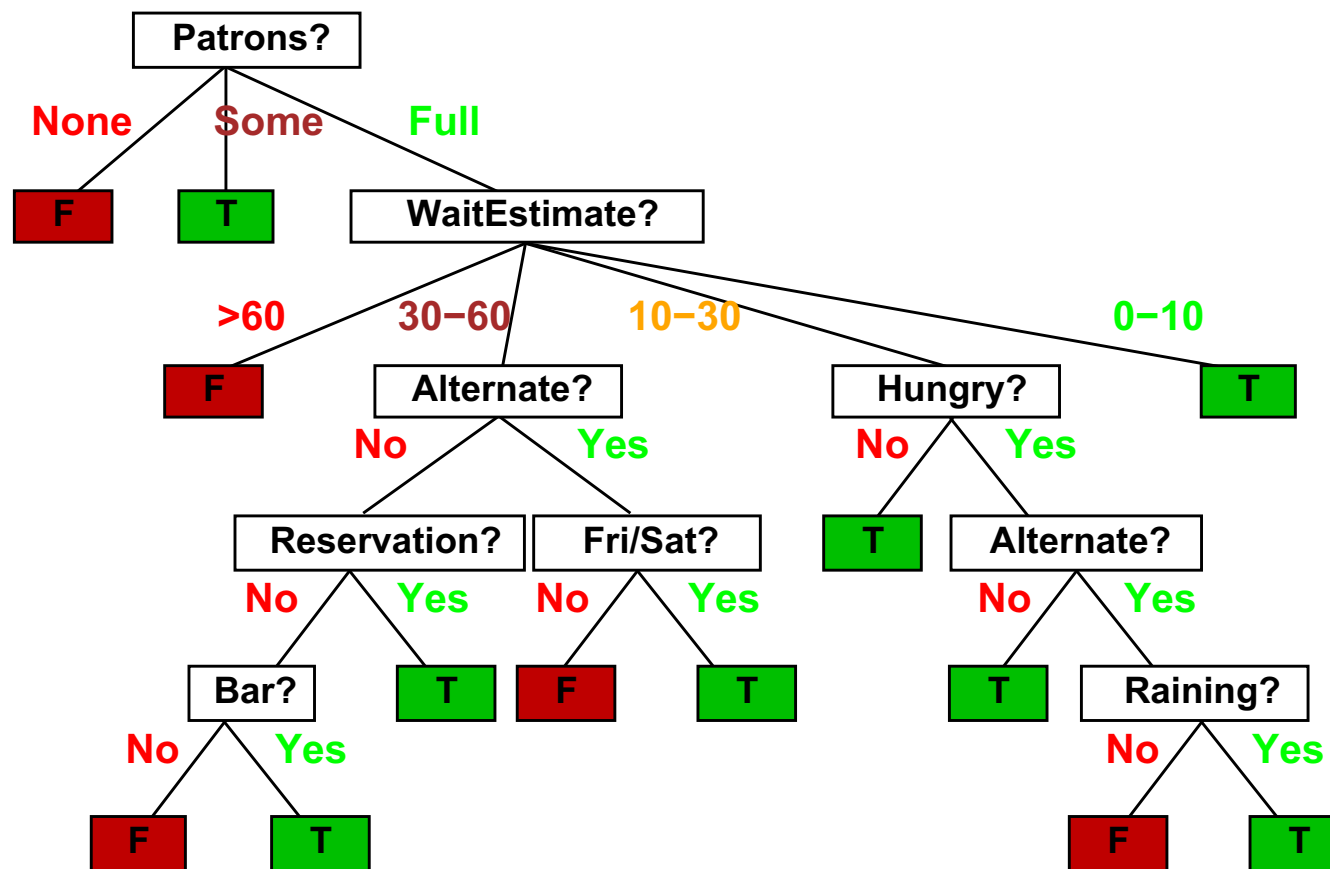 Patrons?
None Some Full
F T WaitEstimate?
>60 30−60 10−30 0−10
F Alternate? Hungry? T
No Yes No Yes
Reservation? Fri/Sat? T Alternate?
No Yes No Yes No Yes
Bar? T F T T Raining?
No Yes No Yes
F T F T